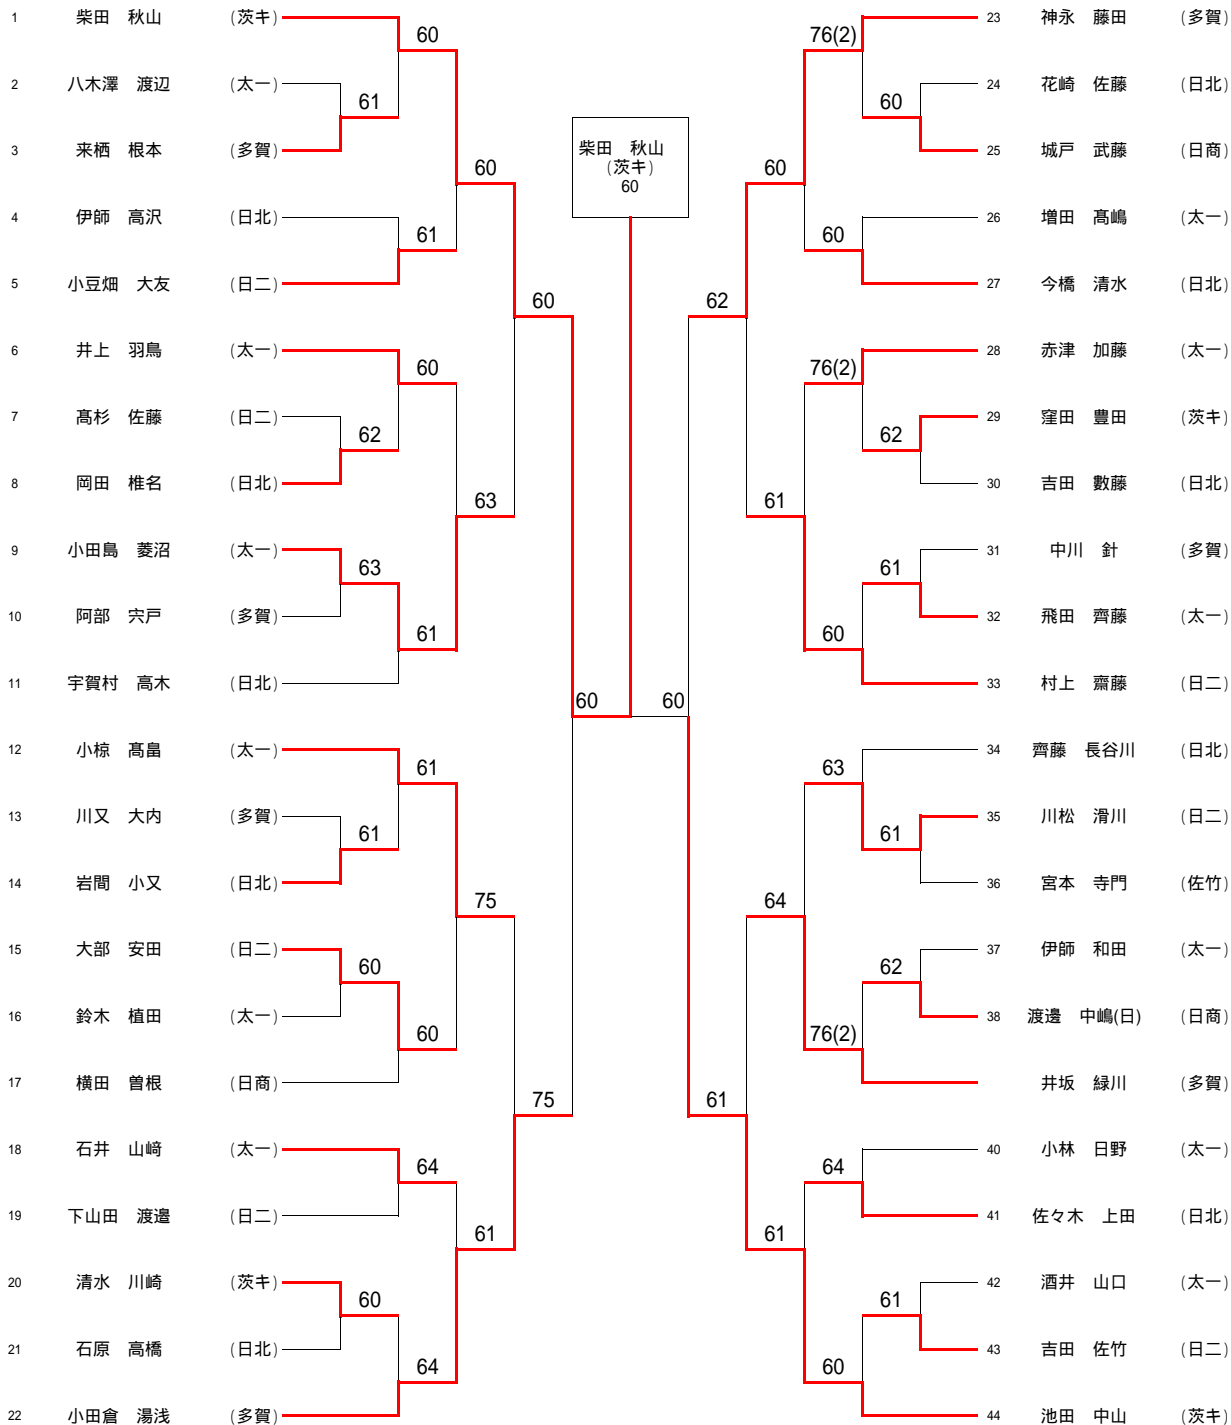 1 柴田　秋山 (茨キ)
2 八木澤　渡辺 (太一)
3 来栖　根本 (多賀)
4 伊師　高沢 (日北)
5 小豆畑　大友 (日二)
6 井上　羽鳥 (太一)
7 髙杉　佐藤 (日二)
8 岡田　椎名 (日北)
9 小田島　菱沼 (太一)
10 阿部　宍戸 (多賀)
11 宇賀村　高木 (日北)
12 小椋　髙畠 (太一)
13 川又　大内 (多賀)
14 岩間　小又 (日北)
15 大部　安田 (日二)
16 鈴木　植田 (太一)
17 横田　曽根 (日商)
18 石井　山﨑 (太一)
19 下山田　渡邉 (日二)
20 清水　川崎 (茨キ)
21 石原　高橋 (日北)
22 小田倉　湯浅 (多賀)
61
62
63
61
60
60
60
61
60
61
61
60
64
64
60
63
75
61
60
75
60
柴田　秋山
(茨キ)
60
60
62
61
60
61
64
61
76(2)
60
76(2)
60
63
76(2)
64
60
60
62
61
61
62
61
23 神永　藤田 (多賀)
24 花崎　佐藤 (日北)
25 城戸　武藤 (日商)
26 増田　髙嶋 (太一)
27 今橋　清水 (日北)
28 赤津　加藤 (太一)
29 窪田　豊田 (茨キ)
30 吉田　數藤 (日北)
31 中川　針 (多賀)
32 飛田　齊藤 (太一)
33 村上　齋藤 (日二)
34 齊藤　長谷川 (日北)
35 川松　滑川 (日二)
36 宮本　寺門 (佐竹)
37 伊師　和田 (太一)
38 渡邊　中嶋(日) (日商)
井坂　緑川 (多賀)
40 小林　日野 (太一)
41 佐々木　上田 (日北)
42 酒井　山口 (太一)
43 吉田　佐竹 (日二)
44 池田　中山 (茨キ)